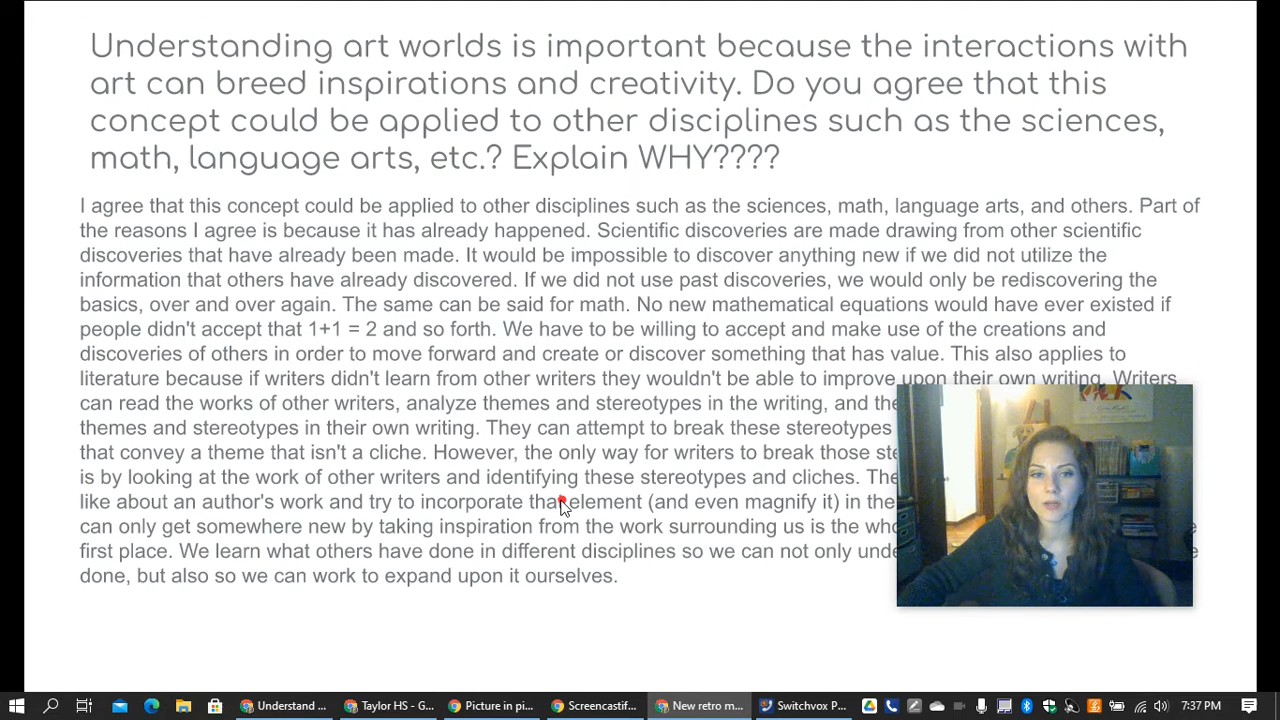 Understanding art worlds is important because the interactions with
art can breed inspirations and creativity. Do you agree that this
concept could be applied to other disciplines such as the sciences,
math, language arts, etc.? Explain WHY????
I agree that this concept could be applied to other disciplines such as the sciences, math, language arts, and others. Part of
the reasons I agree is because it has already happened. Scientific discoveries are made drawing from other scientific
discoveries that have already been made. It would be impossible to discover anything new if we did not utilize the
information that others have already discovered. If we did not use past discoveries, we would only be rediscovering the
basics, over and over again. The same can be said for math. No new mathematical equations would have ever existed if
people didn't accept that 1+1 = 2 and so forth. We have to be willing to accept and make use of the creations and
discoveries of others in order to move forward and create or discover something that has value. This also applies to
literature because if writers didn't learn from other writers they wouldn't be able to improve upon their own writing. Writers
can read the works of other writers, analyze themes and stereotypes in the writing, and
themes and stereotypes in their own writing. They can attempt to break these stereotypes
that convey a theme that isn't a cliche. However, the only way for writers to break those
is by looking at the work of other writers and identifying these stereotypes and cliches.
like about an author's work and try to incorporate that element (and even magnify it) in
can only get somewhere new by taking inspiration from the work surrounding us is the
first place. We learn what others have done in different disciplines so we can not only
done, but also so we can work to expand upon it ourselves.
Understand ... Taylor HS - G... Picture in pi... Screencastif... New retro m... Switchvox P... 7:37 PM